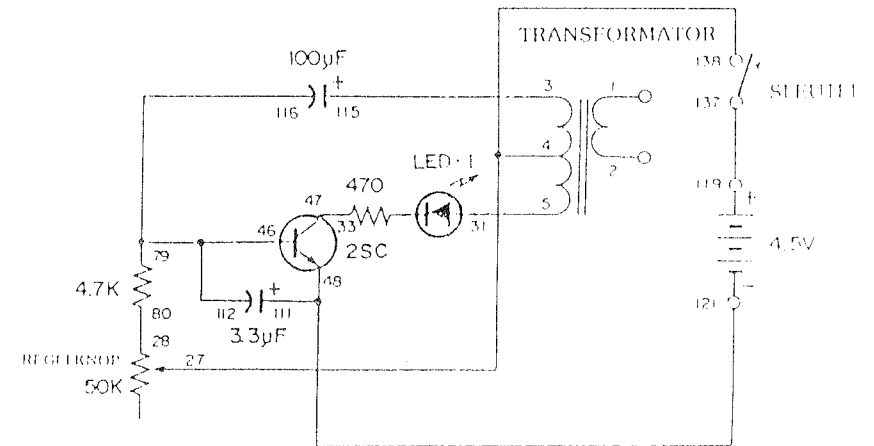 TRANSFORMATOR
100µF
+
138
116
115
3
1
137
SLEUTEL
LED·1
4
2
119
+
470
47
46
33
31
5
2SC
4.5V
79
48
4.7K
+
121
−
80
112
111
3.3µF
28
REGELKNOP
27
50K